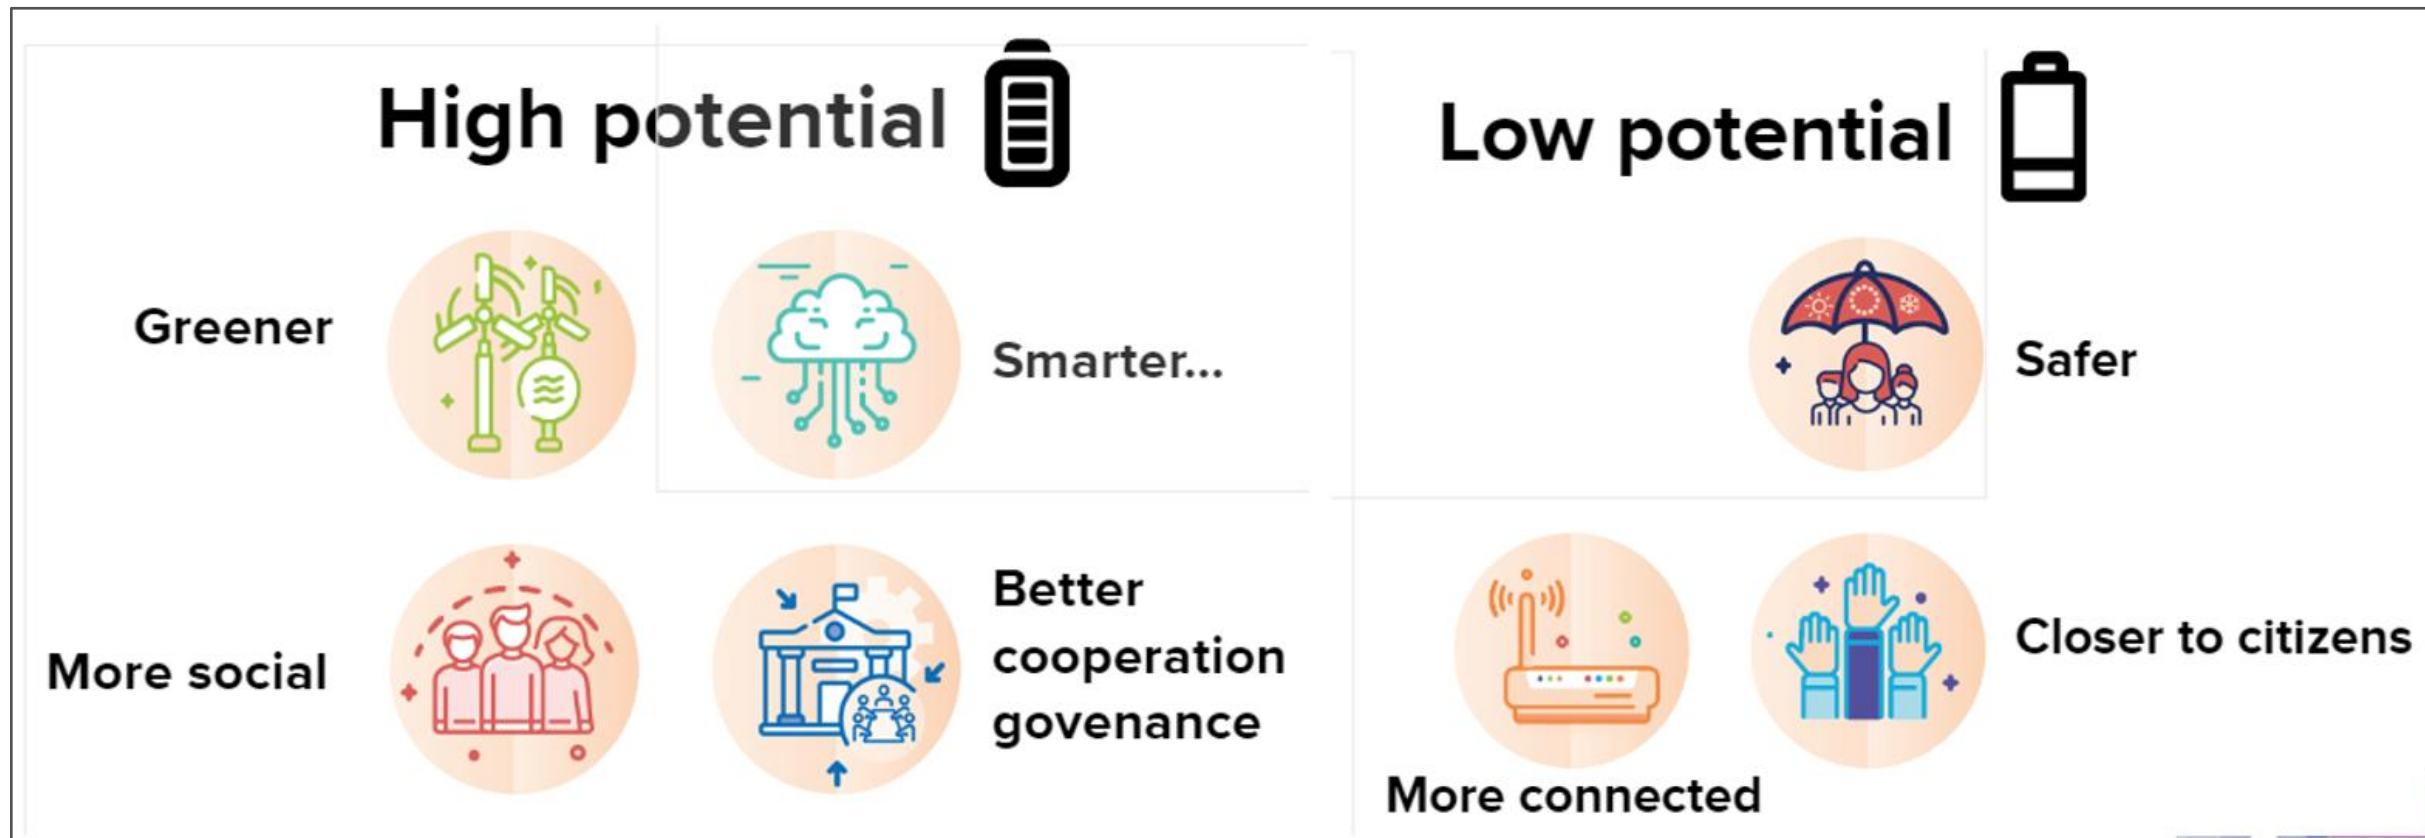 High potential
Greener
Smarter...
More social
Better
cooperation
govenance
Low potential
Safer
More connected
Closer to citizens